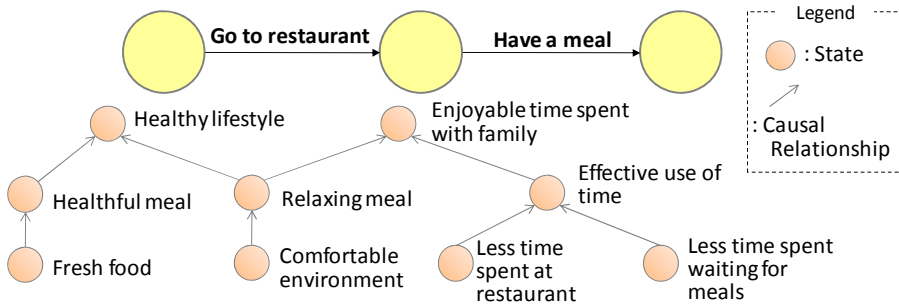 Go to restaurant
Have a meal
Legend
: State
: Causal
Relationship
Healthy lifestyle
Enjoyable time spent
with family
Healthful meal
Relaxing meal
Effective use of
time
Fresh food
Comfortable
environment
Less time
spent at
restaurant
Less time spent
waiting for
meals